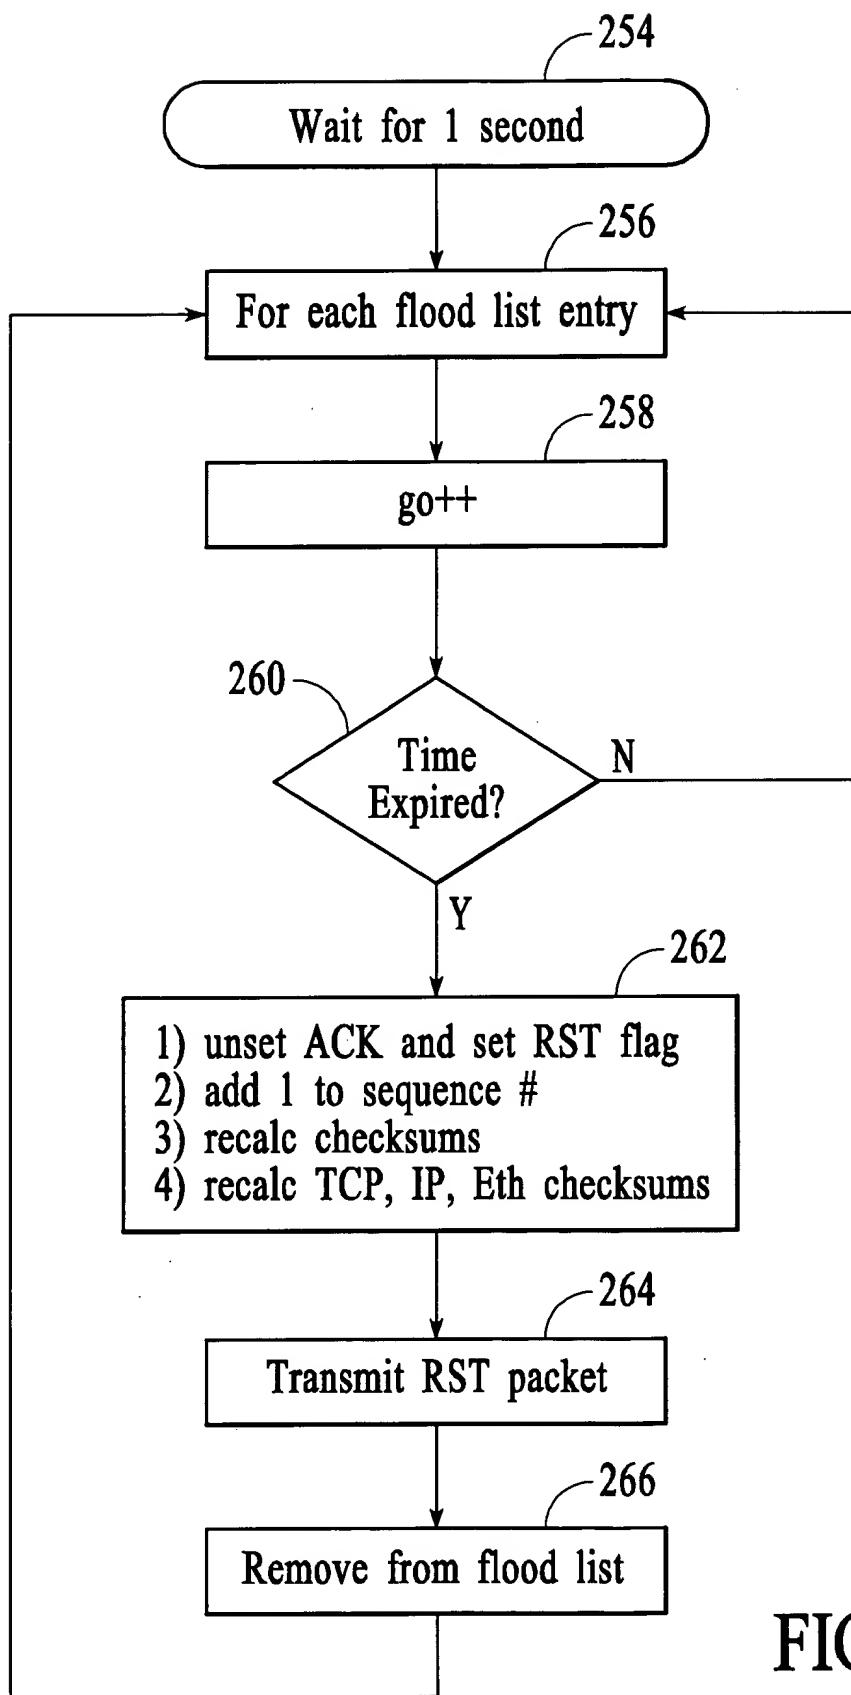 254
Wait for 1 second
256
For each flood list entry
258
go++
260
Time
Expired?
N
Y
262
1) unset ACK and set RST flag
2) add 1 to sequence #
3) recalc checksums
4) recalc TCP, IP, Eth checksums
264
Transmit RST packet
266
Remove from flood list